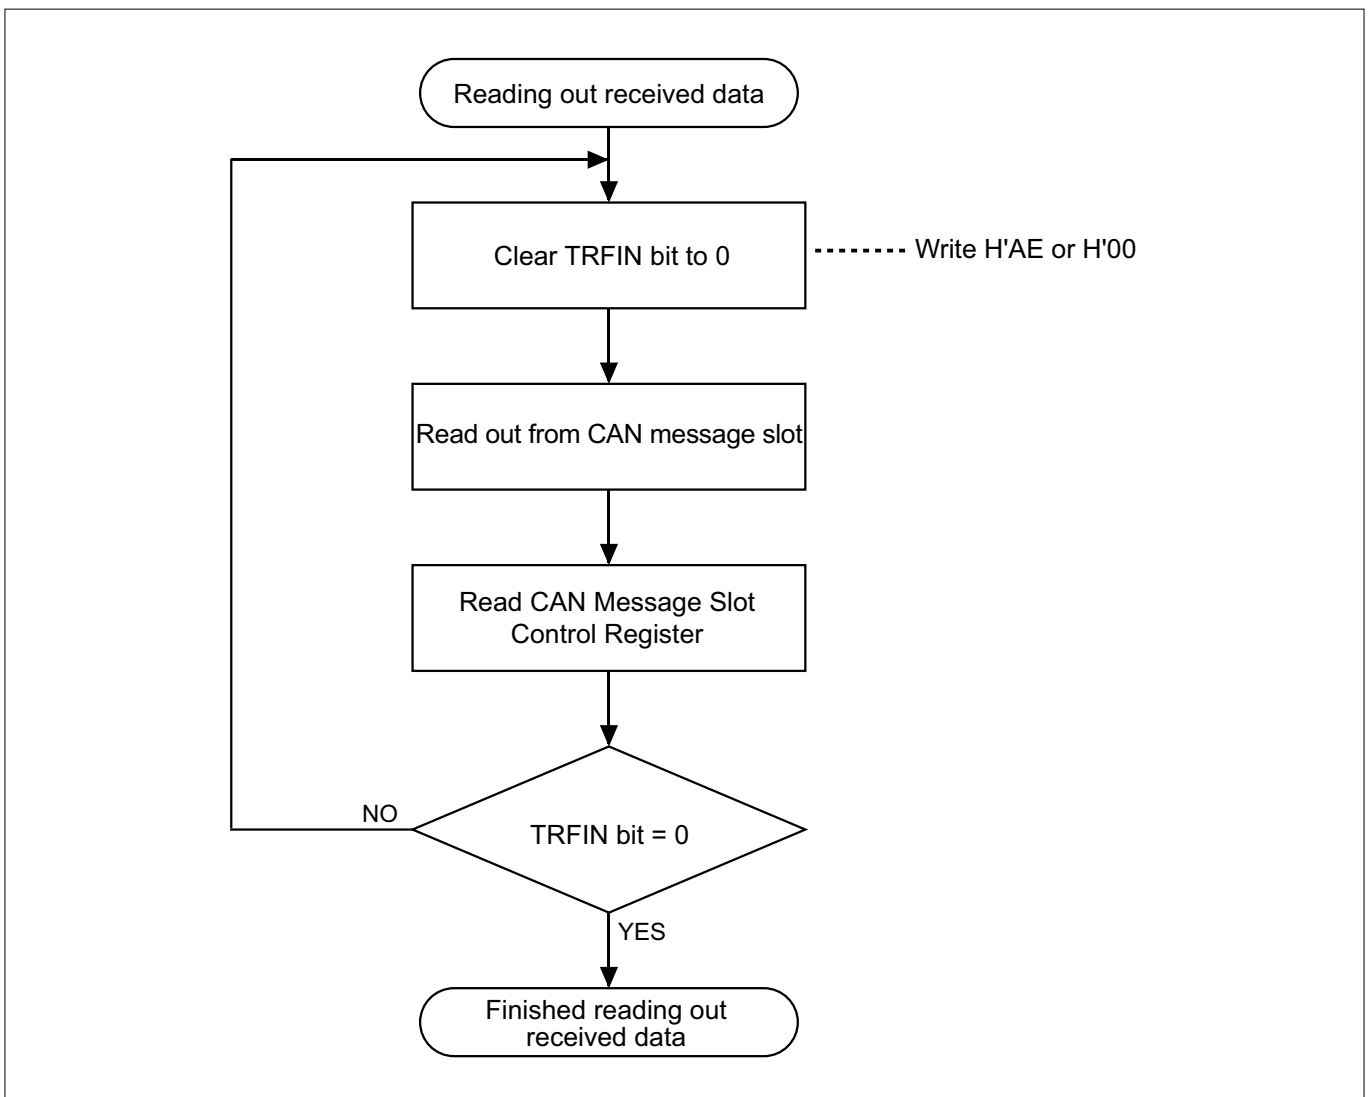 Reading out received data
Clear TRFIN bit to 0
Write H'AE or H'00
Read out from CAN message slot
Read CAN Message Slot
Control Register
NO
TRFIN bit = 0
YES
Finished reading out
received data